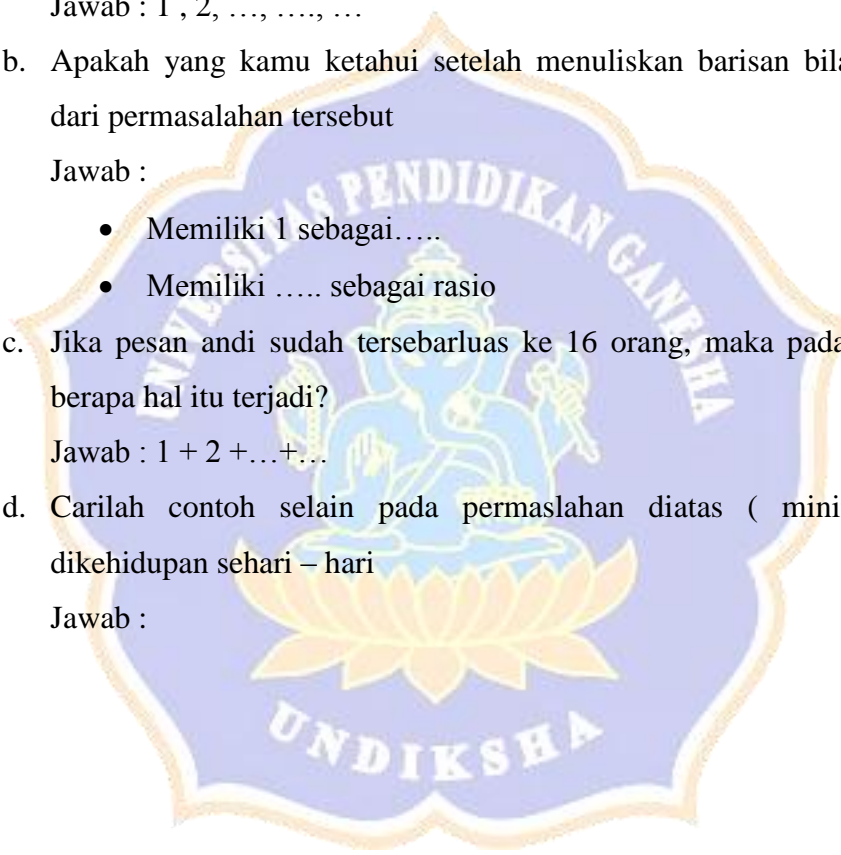 Jawab : 1 , 2, …, …., …
b. Apakah yang kamu ketahui setelah menuliskan barisan bila
dari permasalahan tersebut
Jawab :
• Memiliki 1 sebagai…..
• Memiliki ….. sebagai rasio
c. Jika pesan andi sudah tersebarluas ke 16 orang, maka pada
berapa hal itu terjadi?
Jawab : 1 + 2 +…+…
d. Carilah contoh selain pada permaslahan diatas ( mini
dikehidupan sehari – hari
Jawab :
UNIVERSITAS PENDIDIKAN GANESHA
UNDIKSHA